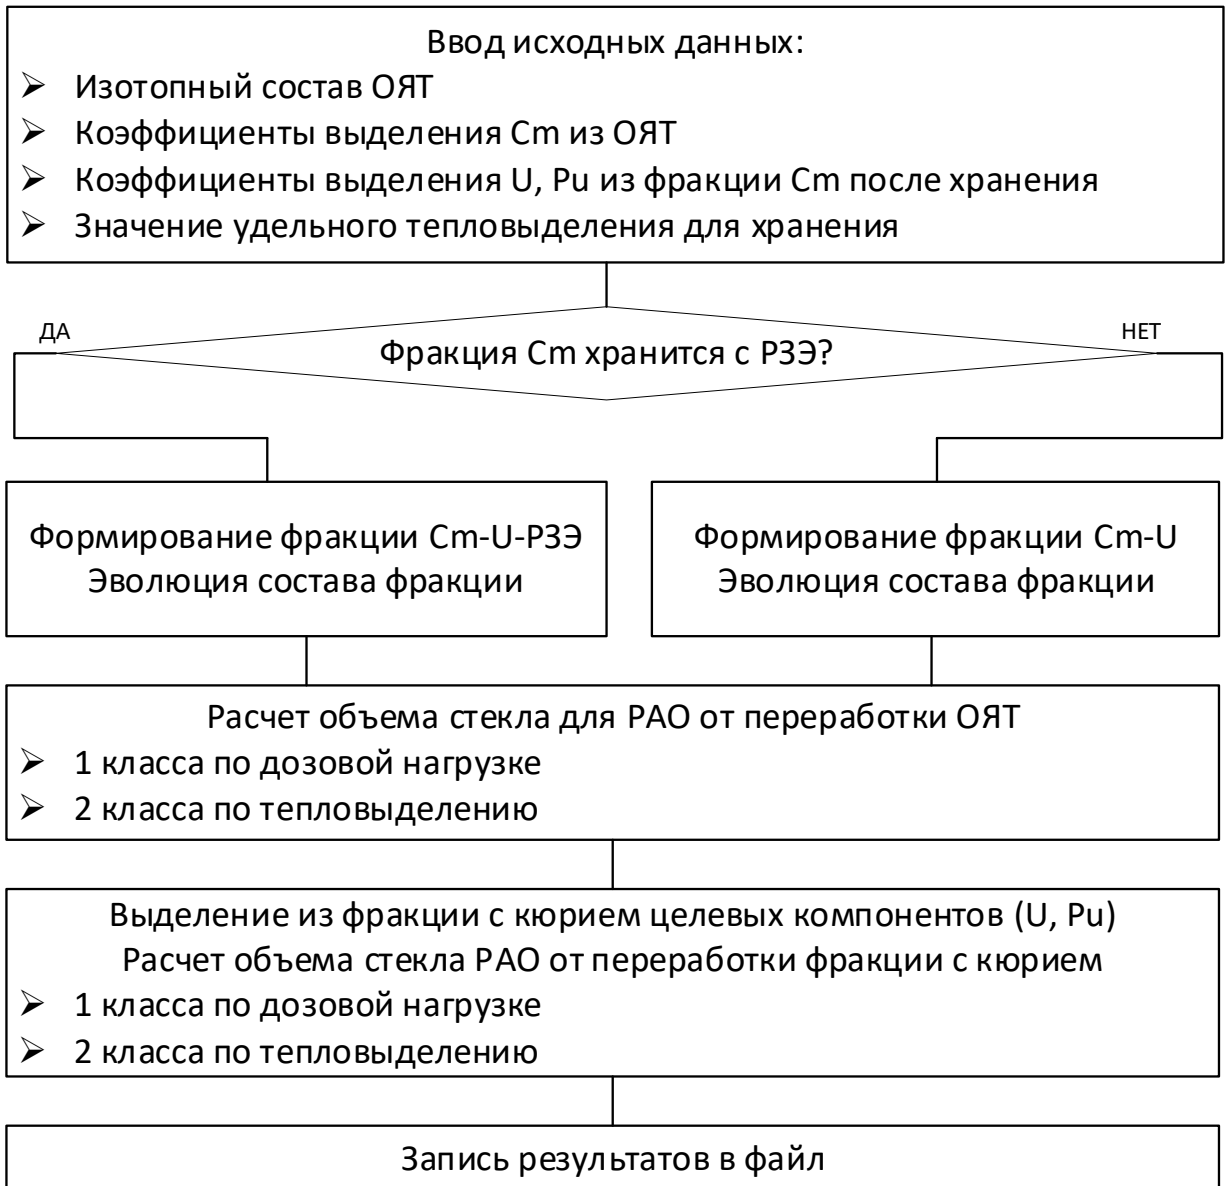 Ввод исходных данных:
➢ Изотопный состав ОЯТ
➢ Коэффициенты выделения Cm из ОЯТ
➢ Коэффициенты выделения U, Pu из фракции Cm после хранения
➢ Значение удельного тепловыделения для хранения
ДА
НЕТ
Фракция Cm хранится с РЗЭ?
Формирование фракции Cm-U-РЗЭ
Эволюция состава фракции
Формирование фракции Cm-U
Эволюция состава фракции
Расчет объема стекла для РАО от переработки ОЯТ
➢ 1 класса по дозовой нагрузке
➢ 2 класса по тепловыделению
Выделение из фракции с кюрием целевых компонентов (U, Pu)
Расчет объема стекла РАО от переработки фракции с кюрием
➢ 1 класса по дозовой нагрузке
➢ 2 класса по тепловыделению
Запись результатов в файл